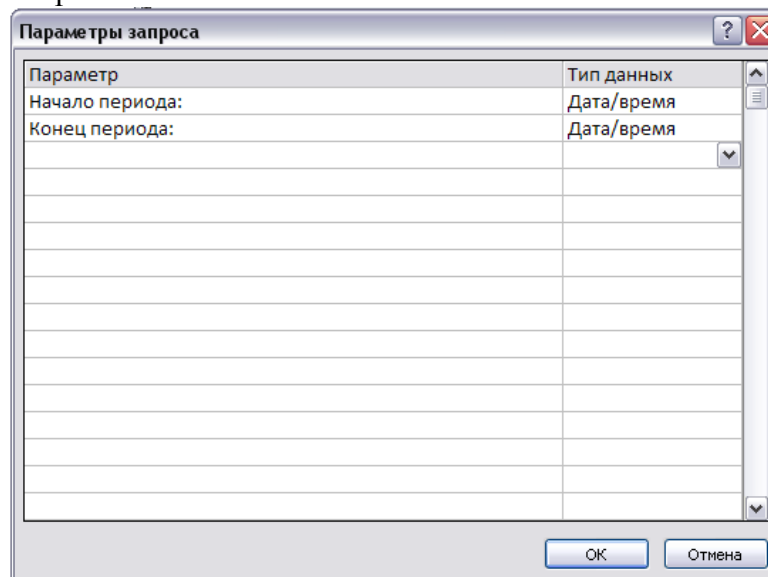 Параметры запроса
Параметр Тип данных
Начало периода: Дата/время
Конец периода: Дата/время
ОК Отмена